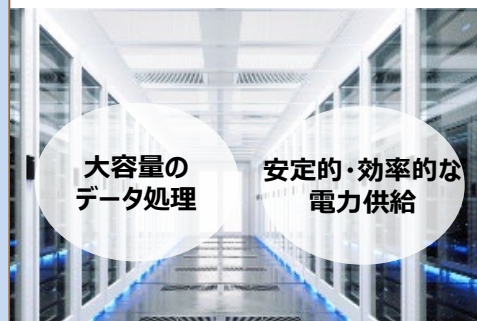 大容量の
データ処理
安定的・効率的な
電力供給